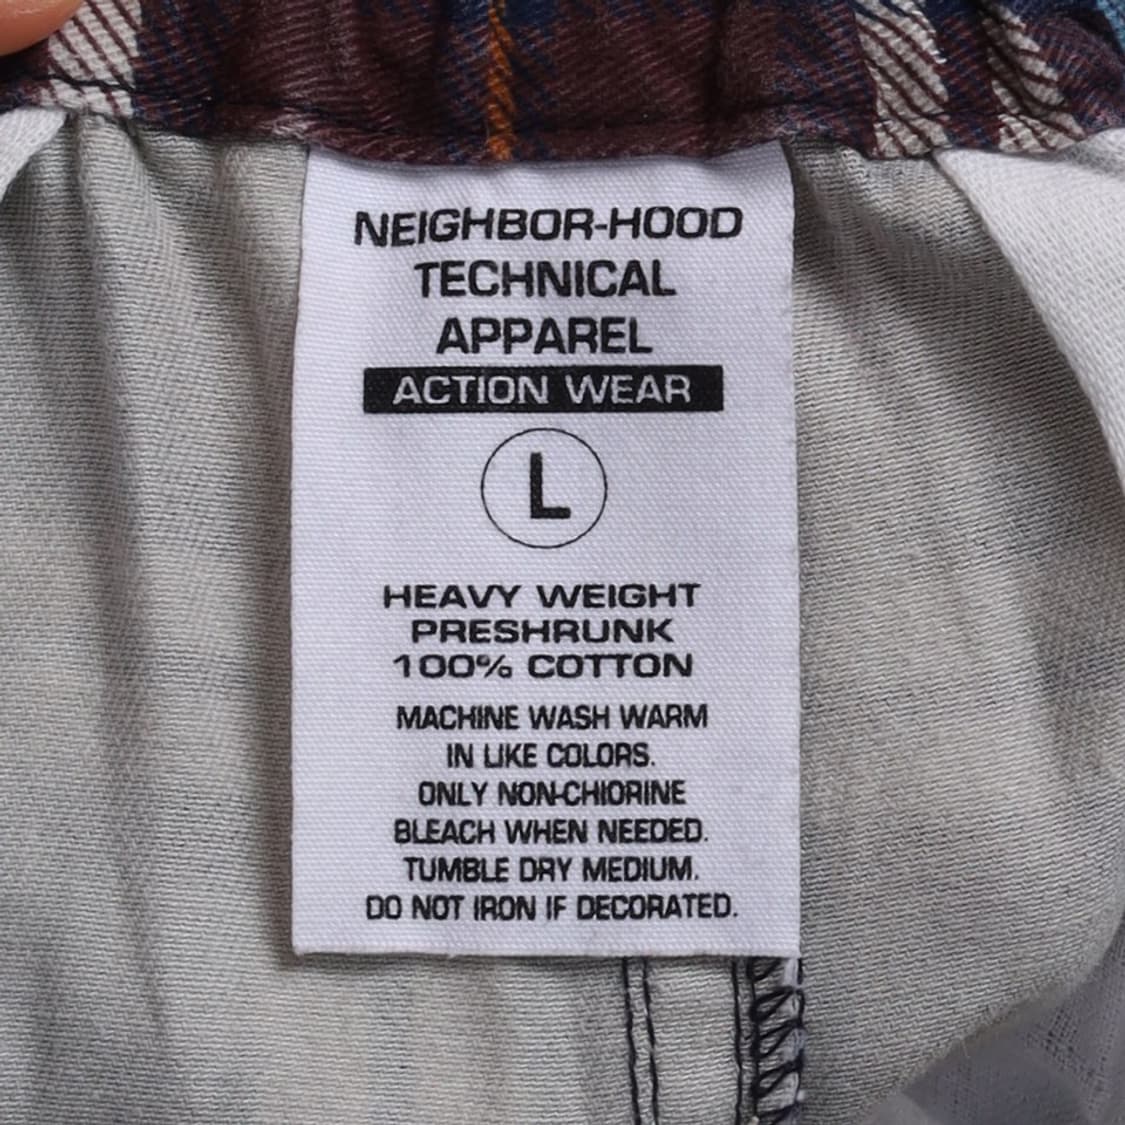 NEIGHBOR-HOOD
TECHNICAL
APPAREL
ACTION WEAR
L
HEAVY WEIGHT
PRESHRUNK
100% COTTON
MACHINE WASH WARM
IN LIKE COLORS.
ONLY NON-CHIORINE
BLEACH WHEN NEEDED.
TUMBLE DRY MEDIUM.
DO NOT IRON IF DECORATED.